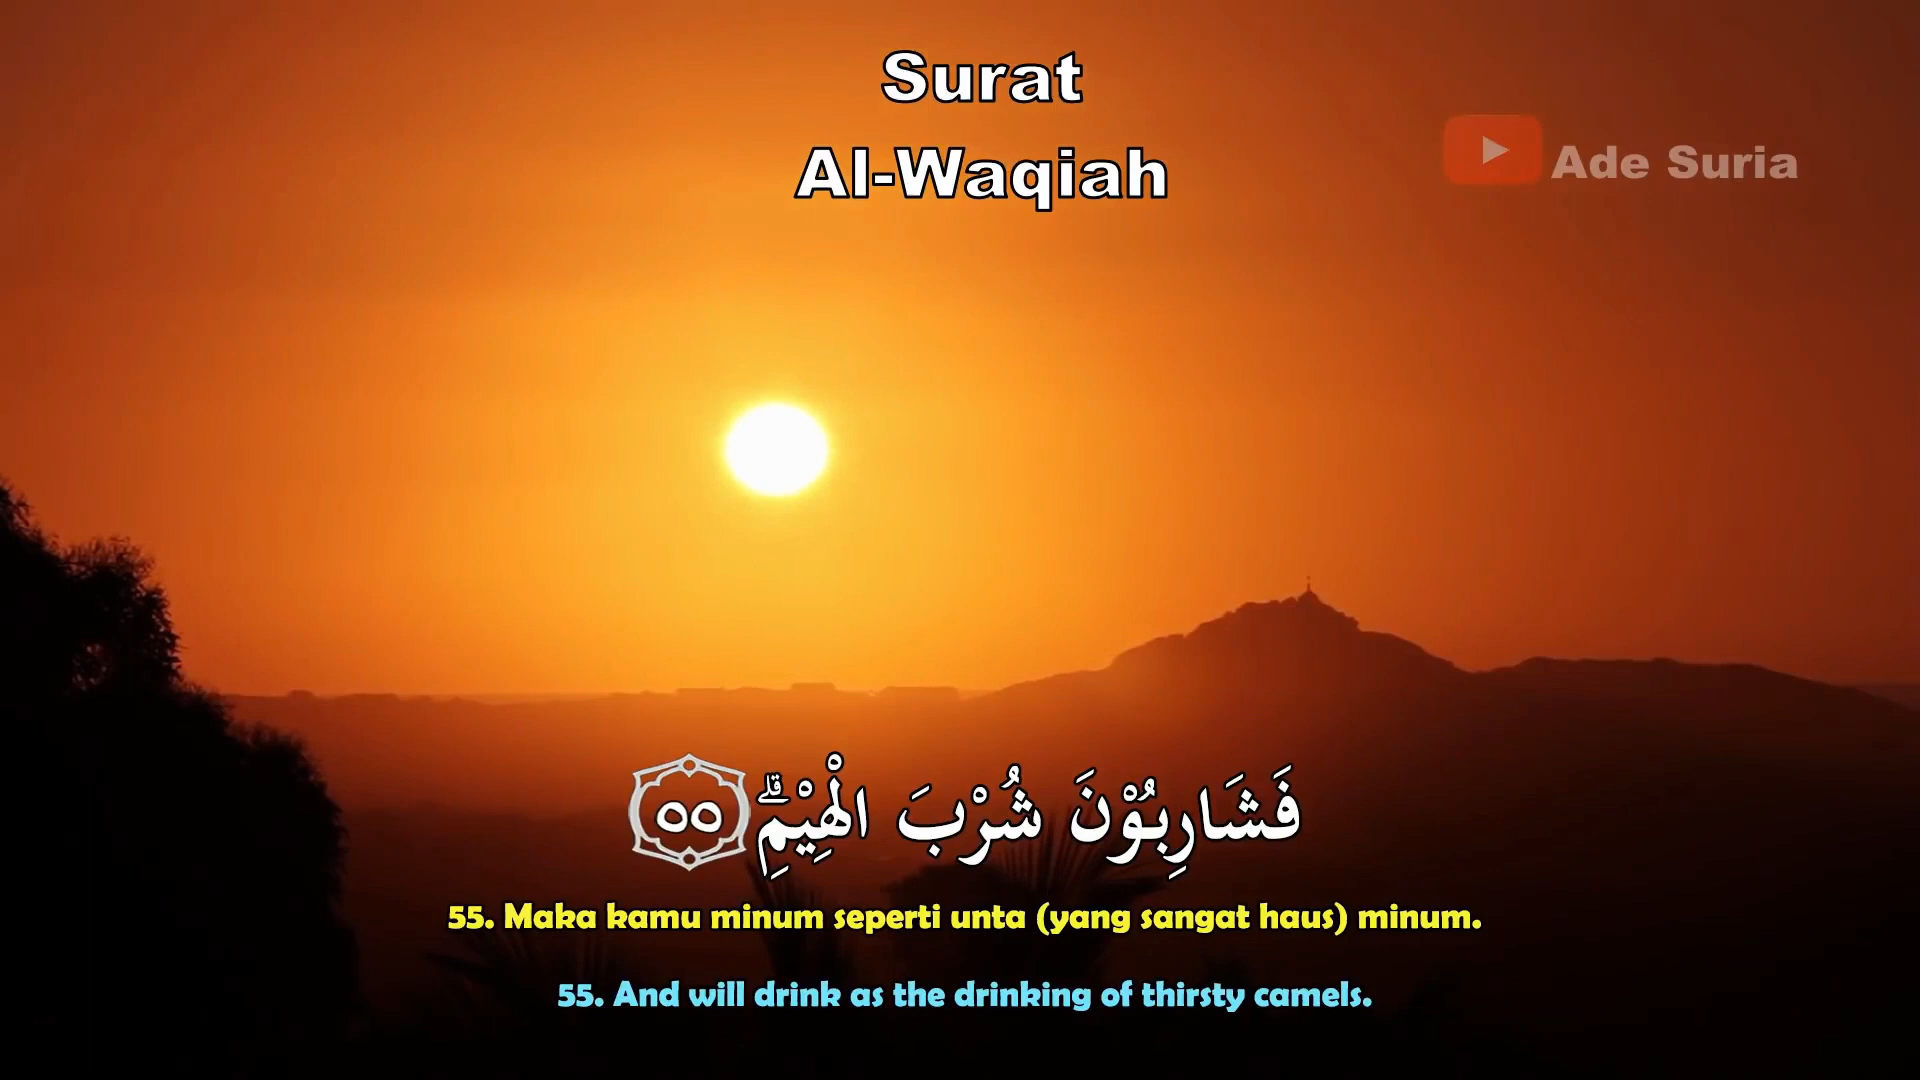 Surat
Al-Waqiah
Ade Suria
فَشَارِبُوْنَ شُرْبَ الْهِيْمِۗ ٥٥
55. Maka kamu minum seperti unta (yang sangat haus) minum.
55. And will drink as the drinking of thirsty camels.